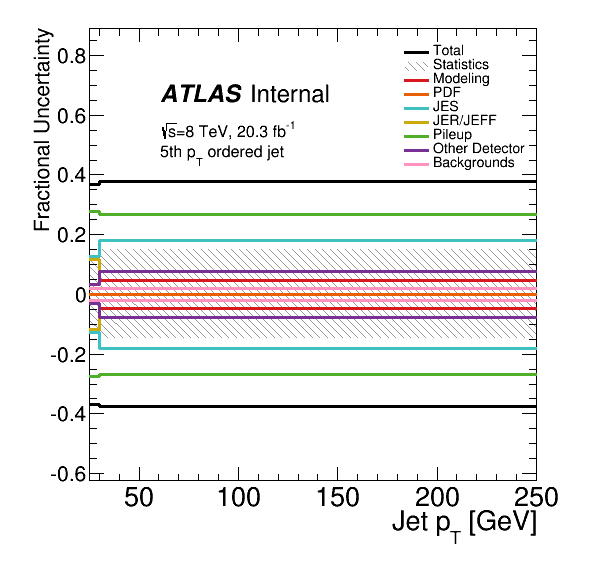 Fractional Uncertainty
0.8
0.6
0.4
0.2
0
-0.2
-0.4
-0.6
ATLAS Internal
√s=8 TeV, 20.3 fb⁻¹
5th p_T ordered jet
Total
Statistics
Modeling
PDF
JES
JER/JEFF
Pileup
Other Detector
Backgrounds
50 100 150 200 250
Jet p_T [GeV]